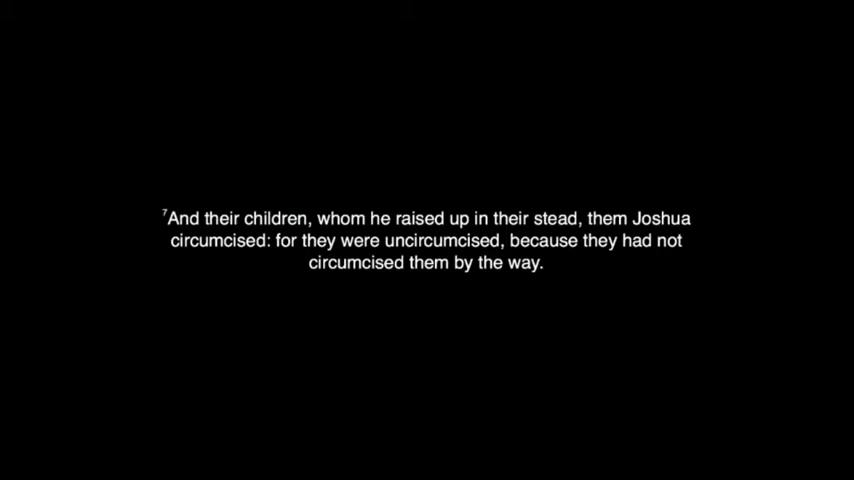 ⁷And their children, whom he raised up in their stead, them Joshua
circumcised: for they were uncircumcised, because they had not
circumcised them by the way.